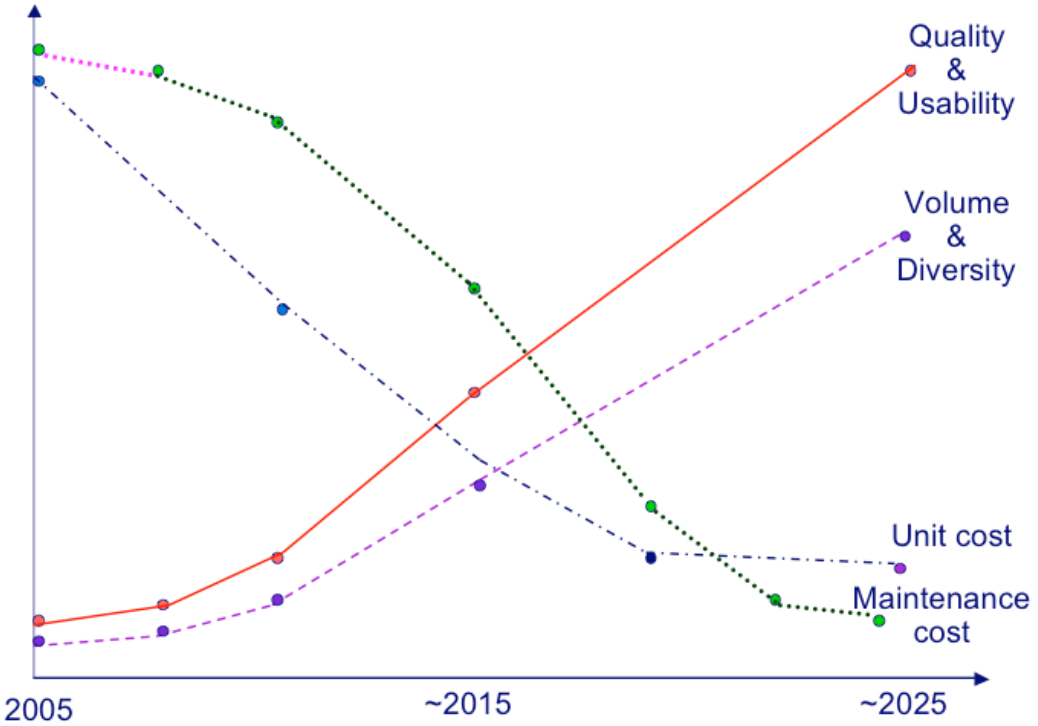 Quality
&
Usability
Volume
&
Diversity
Unit cost
Maintenance
cost
2005
~2015
~2025